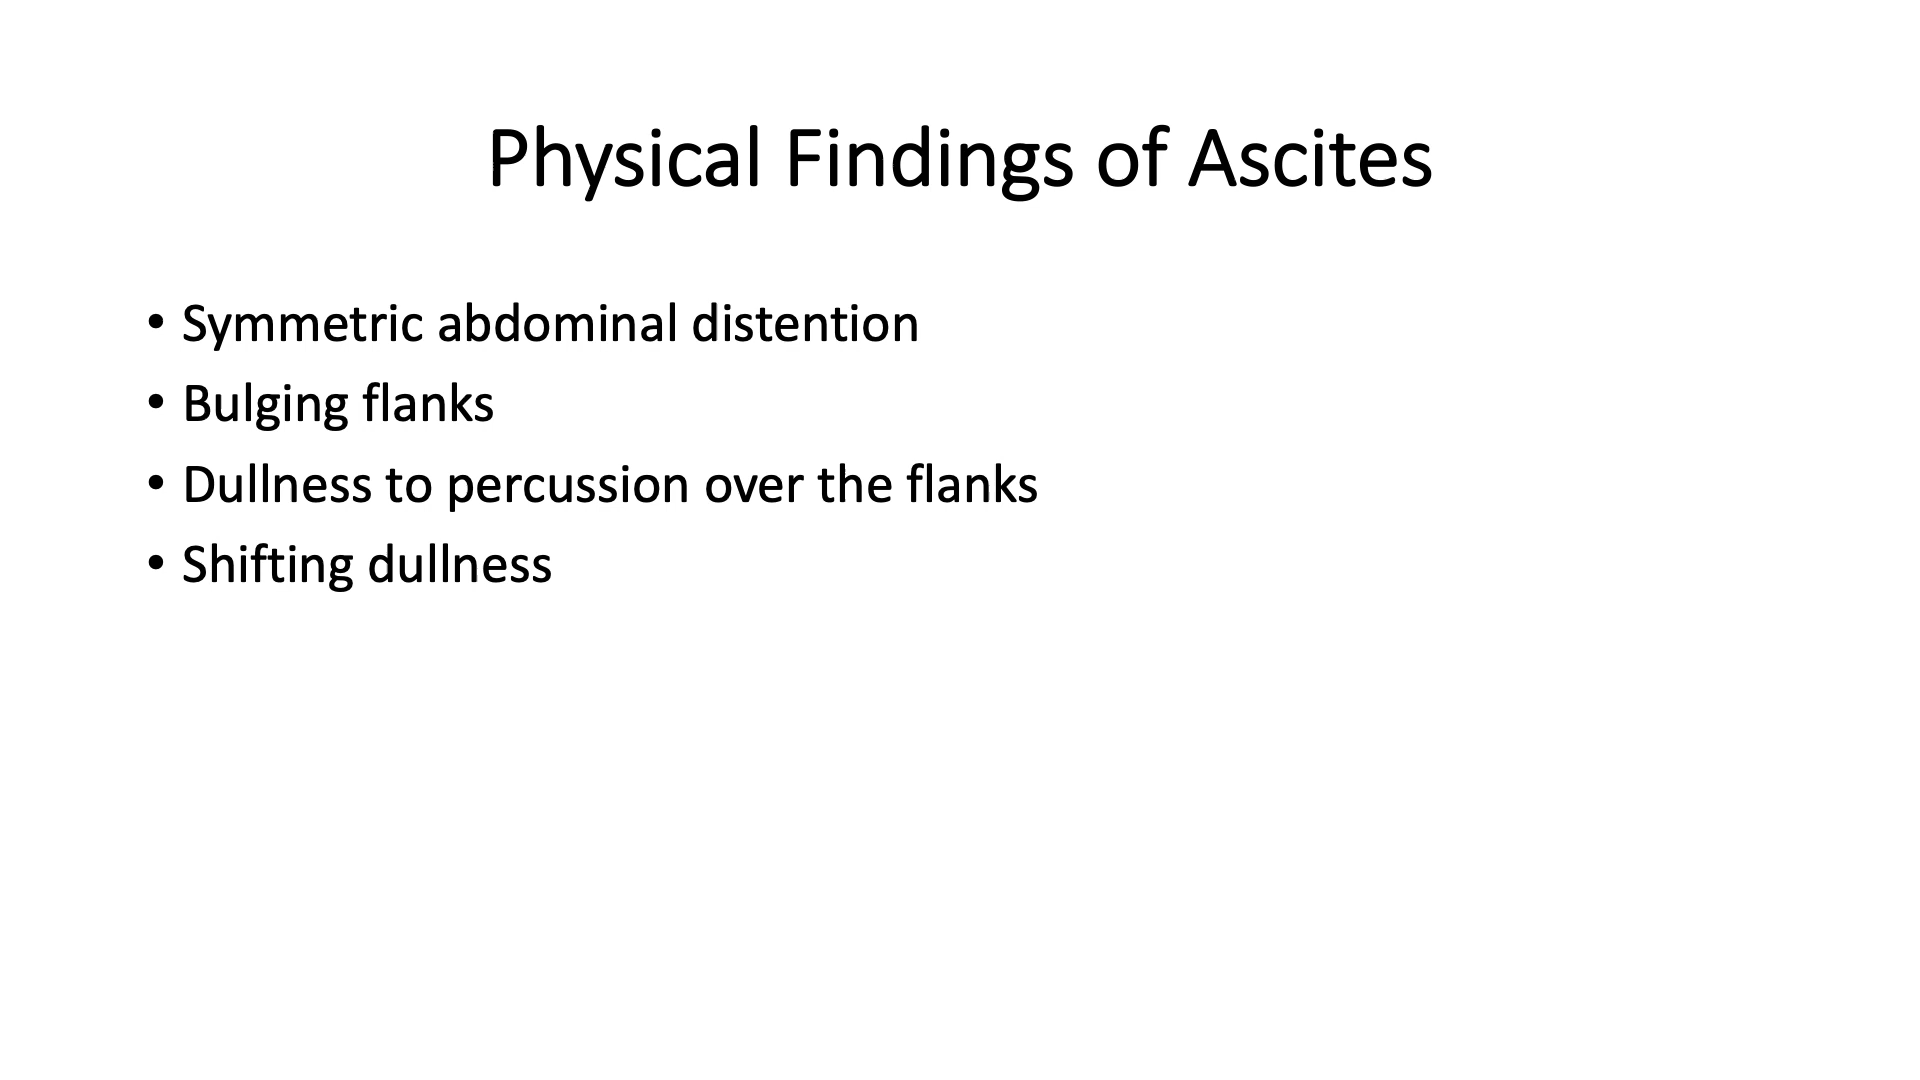 Physical Findings of Ascites
• Symmetric abdominal distention
• Bulging flanks
• Dullness to percussion over the flanks
• Shifting dullness